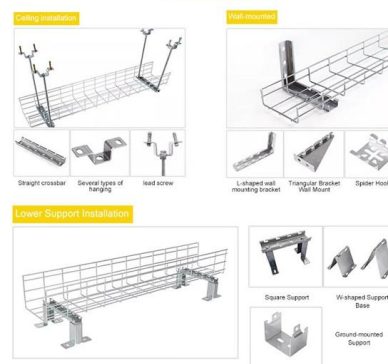 Ceiling installation
Wall mounted
Straight crossbar
Several types of
hanging
lead screw
L-shaped wall
mounting bracket
Triangular Bracket
Wall Mount
Spider Hook
Lower Support Installation
Square Support
W-shaped Support
Base
Ground-mounted
Support